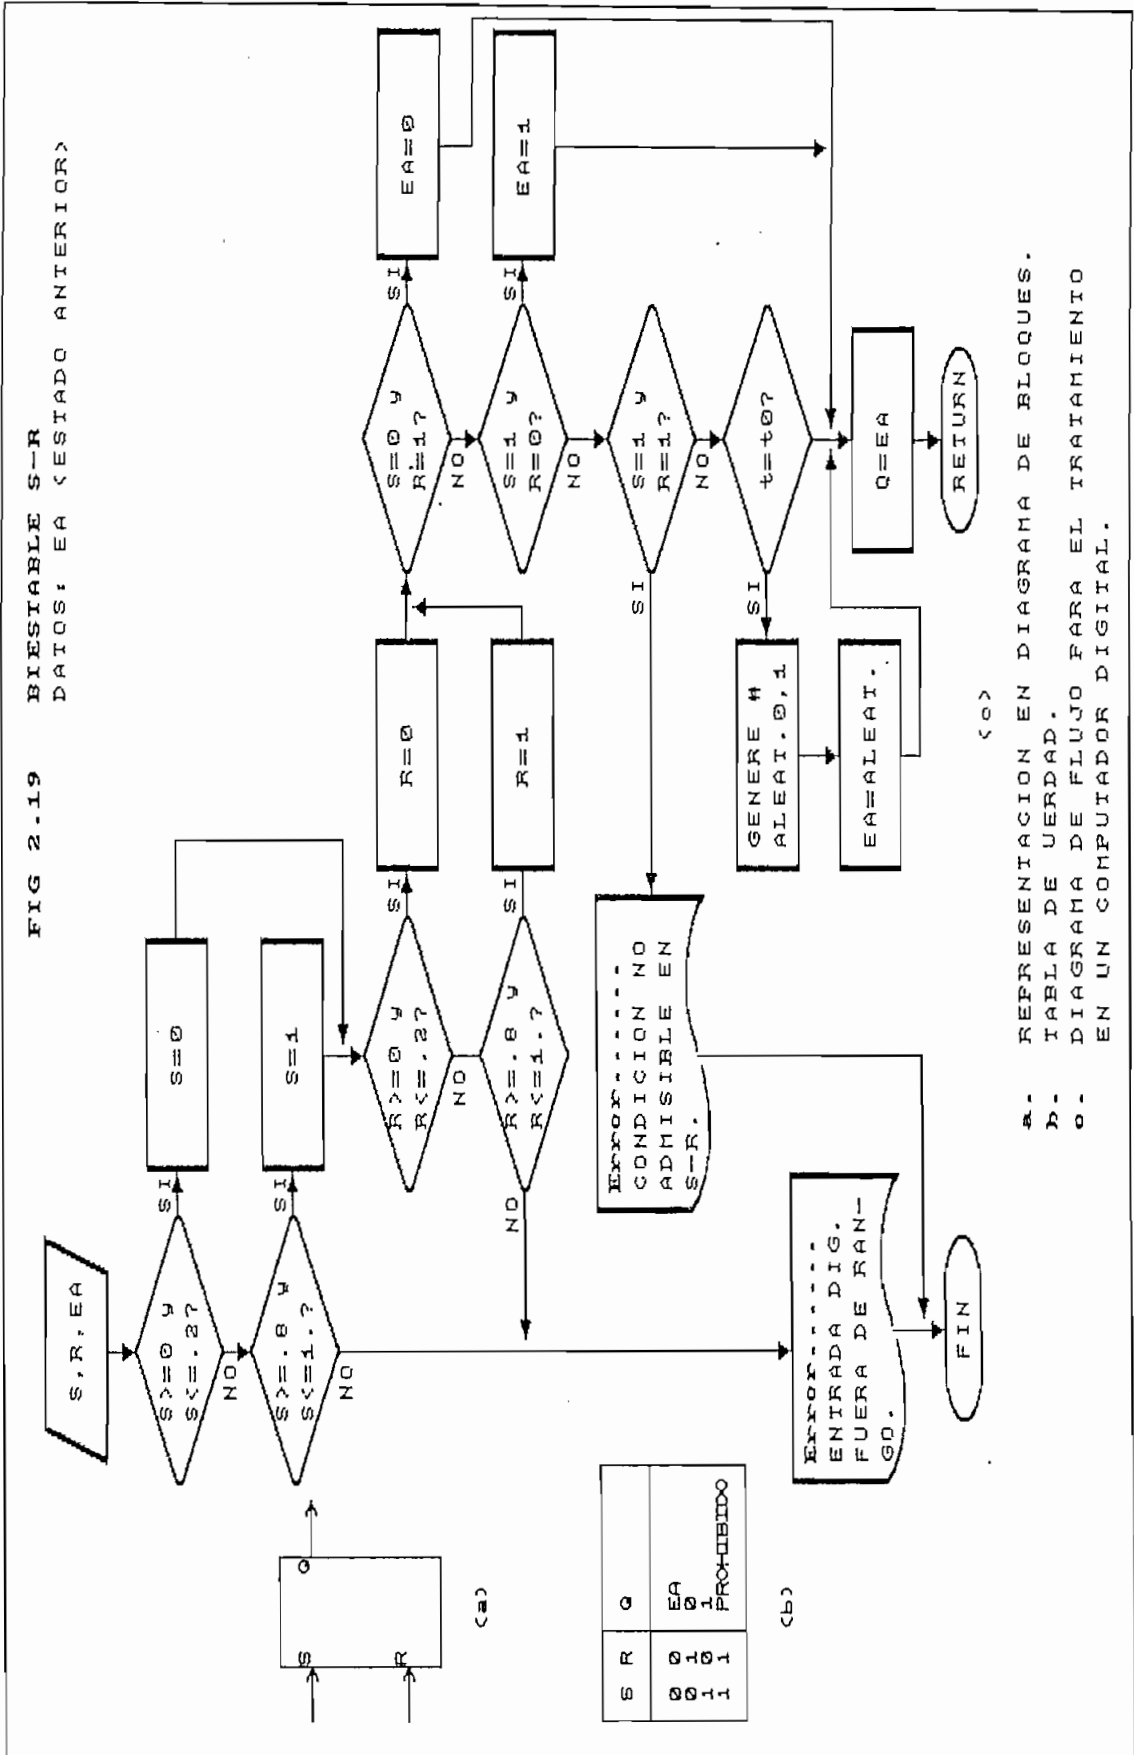 FIG 2.19 BIESTABLE S-R
DATOS: EA <ESTADO ANTERIOR>
S,R,EA
S>=0 y
S<=.2?
SI
NO
S=0
S>=.8 y
S<=1.?
SI
NO
S=1
R>=0 y
R<=.2?
SI
NO
R=0
R>=.8 y
R<=1.?
SI
NO
R=1
S=0 y
R=1?
SI
NO
EA=0
S=1 y
R=0?
SI
NO
EA=1
S=1 y
R=1?
SI
NO
t=t0?
SI
GENERE #
ALEAT.0,1
EA=ALEAT.
Q=EA
RETURN
Error.......
CONDICION NO
ADMISIBLE EN
S-R.
Error.......
ENTRADA DIG.
FUERA DE RAN-
GO.
FIN
S
R
Q
<a>
S R Q
0 0 EA
0 1 0
1 0 1
1 1 PROHIBIDO
<b>
<c>
a. REPRESENTACION EN DIAGRAMA DE BLOQUES.
b. TABLA DE VERDAD.
c. DIAGRAMA DE FLUJO PARA EL TRATAMIENTO
EN UN COMPUTADOR DIGITAL.